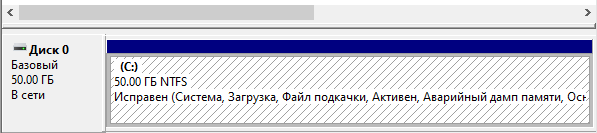 Диск 0
Базовый
50.00 ГБ
В сети
(C:)
50.00 ГБ NTFS
Исправен (Система, Загрузка, Файл подкачки, Активен, Аварийный дамп памяти,